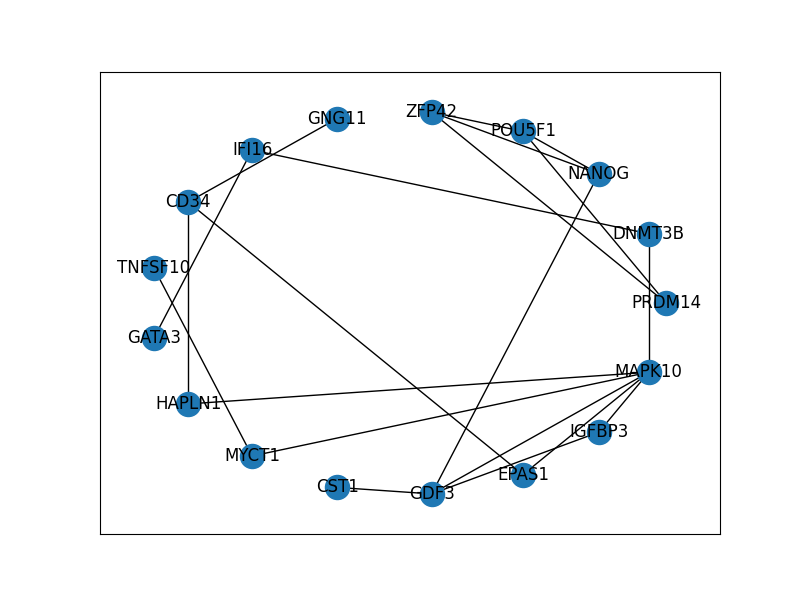 ZFP42
GNG11
POU5F1
IFI16
NANOG
CD34
DNMT3B
TNFSF10
PRDM14
GATA3
MAPK10
HAPLN1
IGFBP3
MYCT1
EPAS1
CST1
GDF3